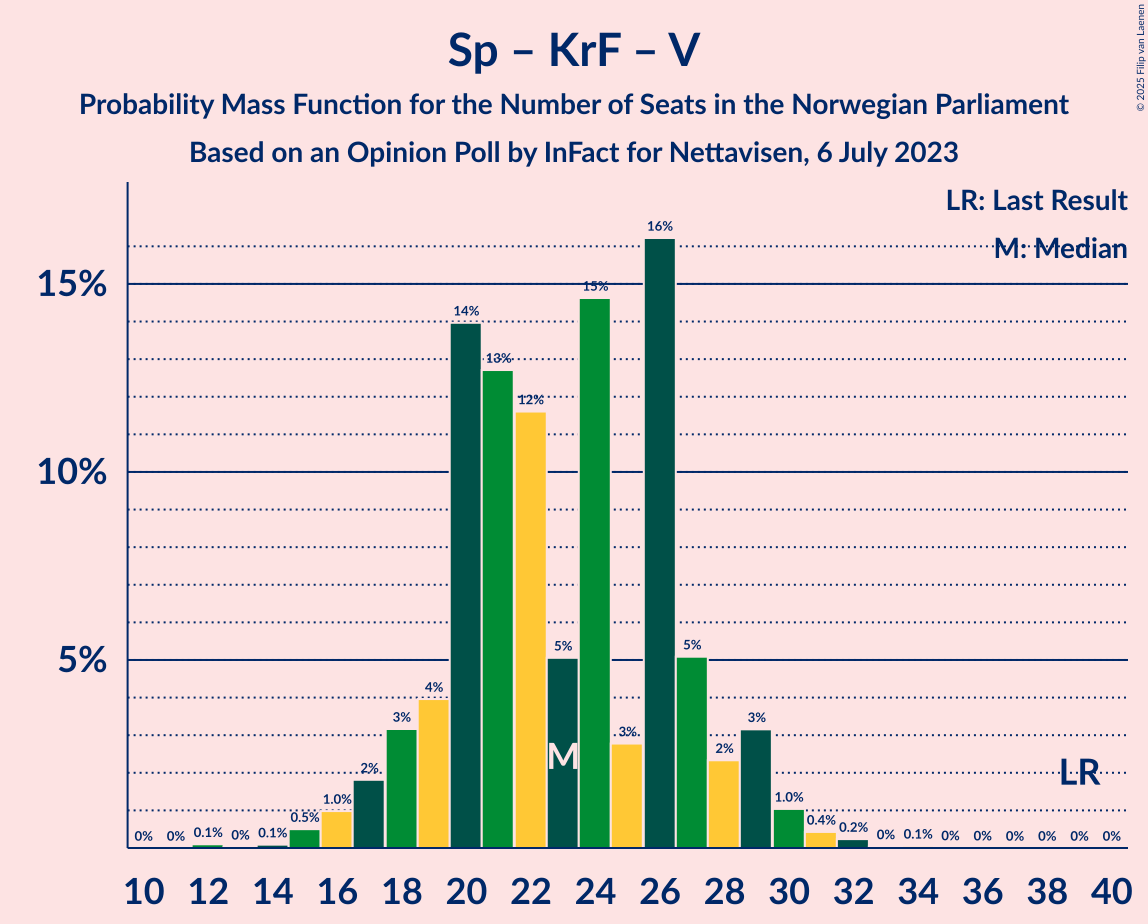 Sp – KrF – V
Probability Mass Function for the Number of Seats in the Norwegian Parliament
Based on an Opinion Poll by InFact for Nettavisen, 6 July 2023
© 2025 Filip van Laenen
LR: Last Result
M: Median
15%
10%
5%
0% 0% 0.1% 0% 0.1% 0.5% 1.0% 2% 3% 4% 14% 13% 12% 5% 15% 3% 16% 5% 2% 3% 1.0% 0.4% 0.2% 0% 0.1% 0% 0% 0% 0% 0% 0%
M
LR
10 12 14 16 18 20 22 24 26 28 30 32 34 36 38 40